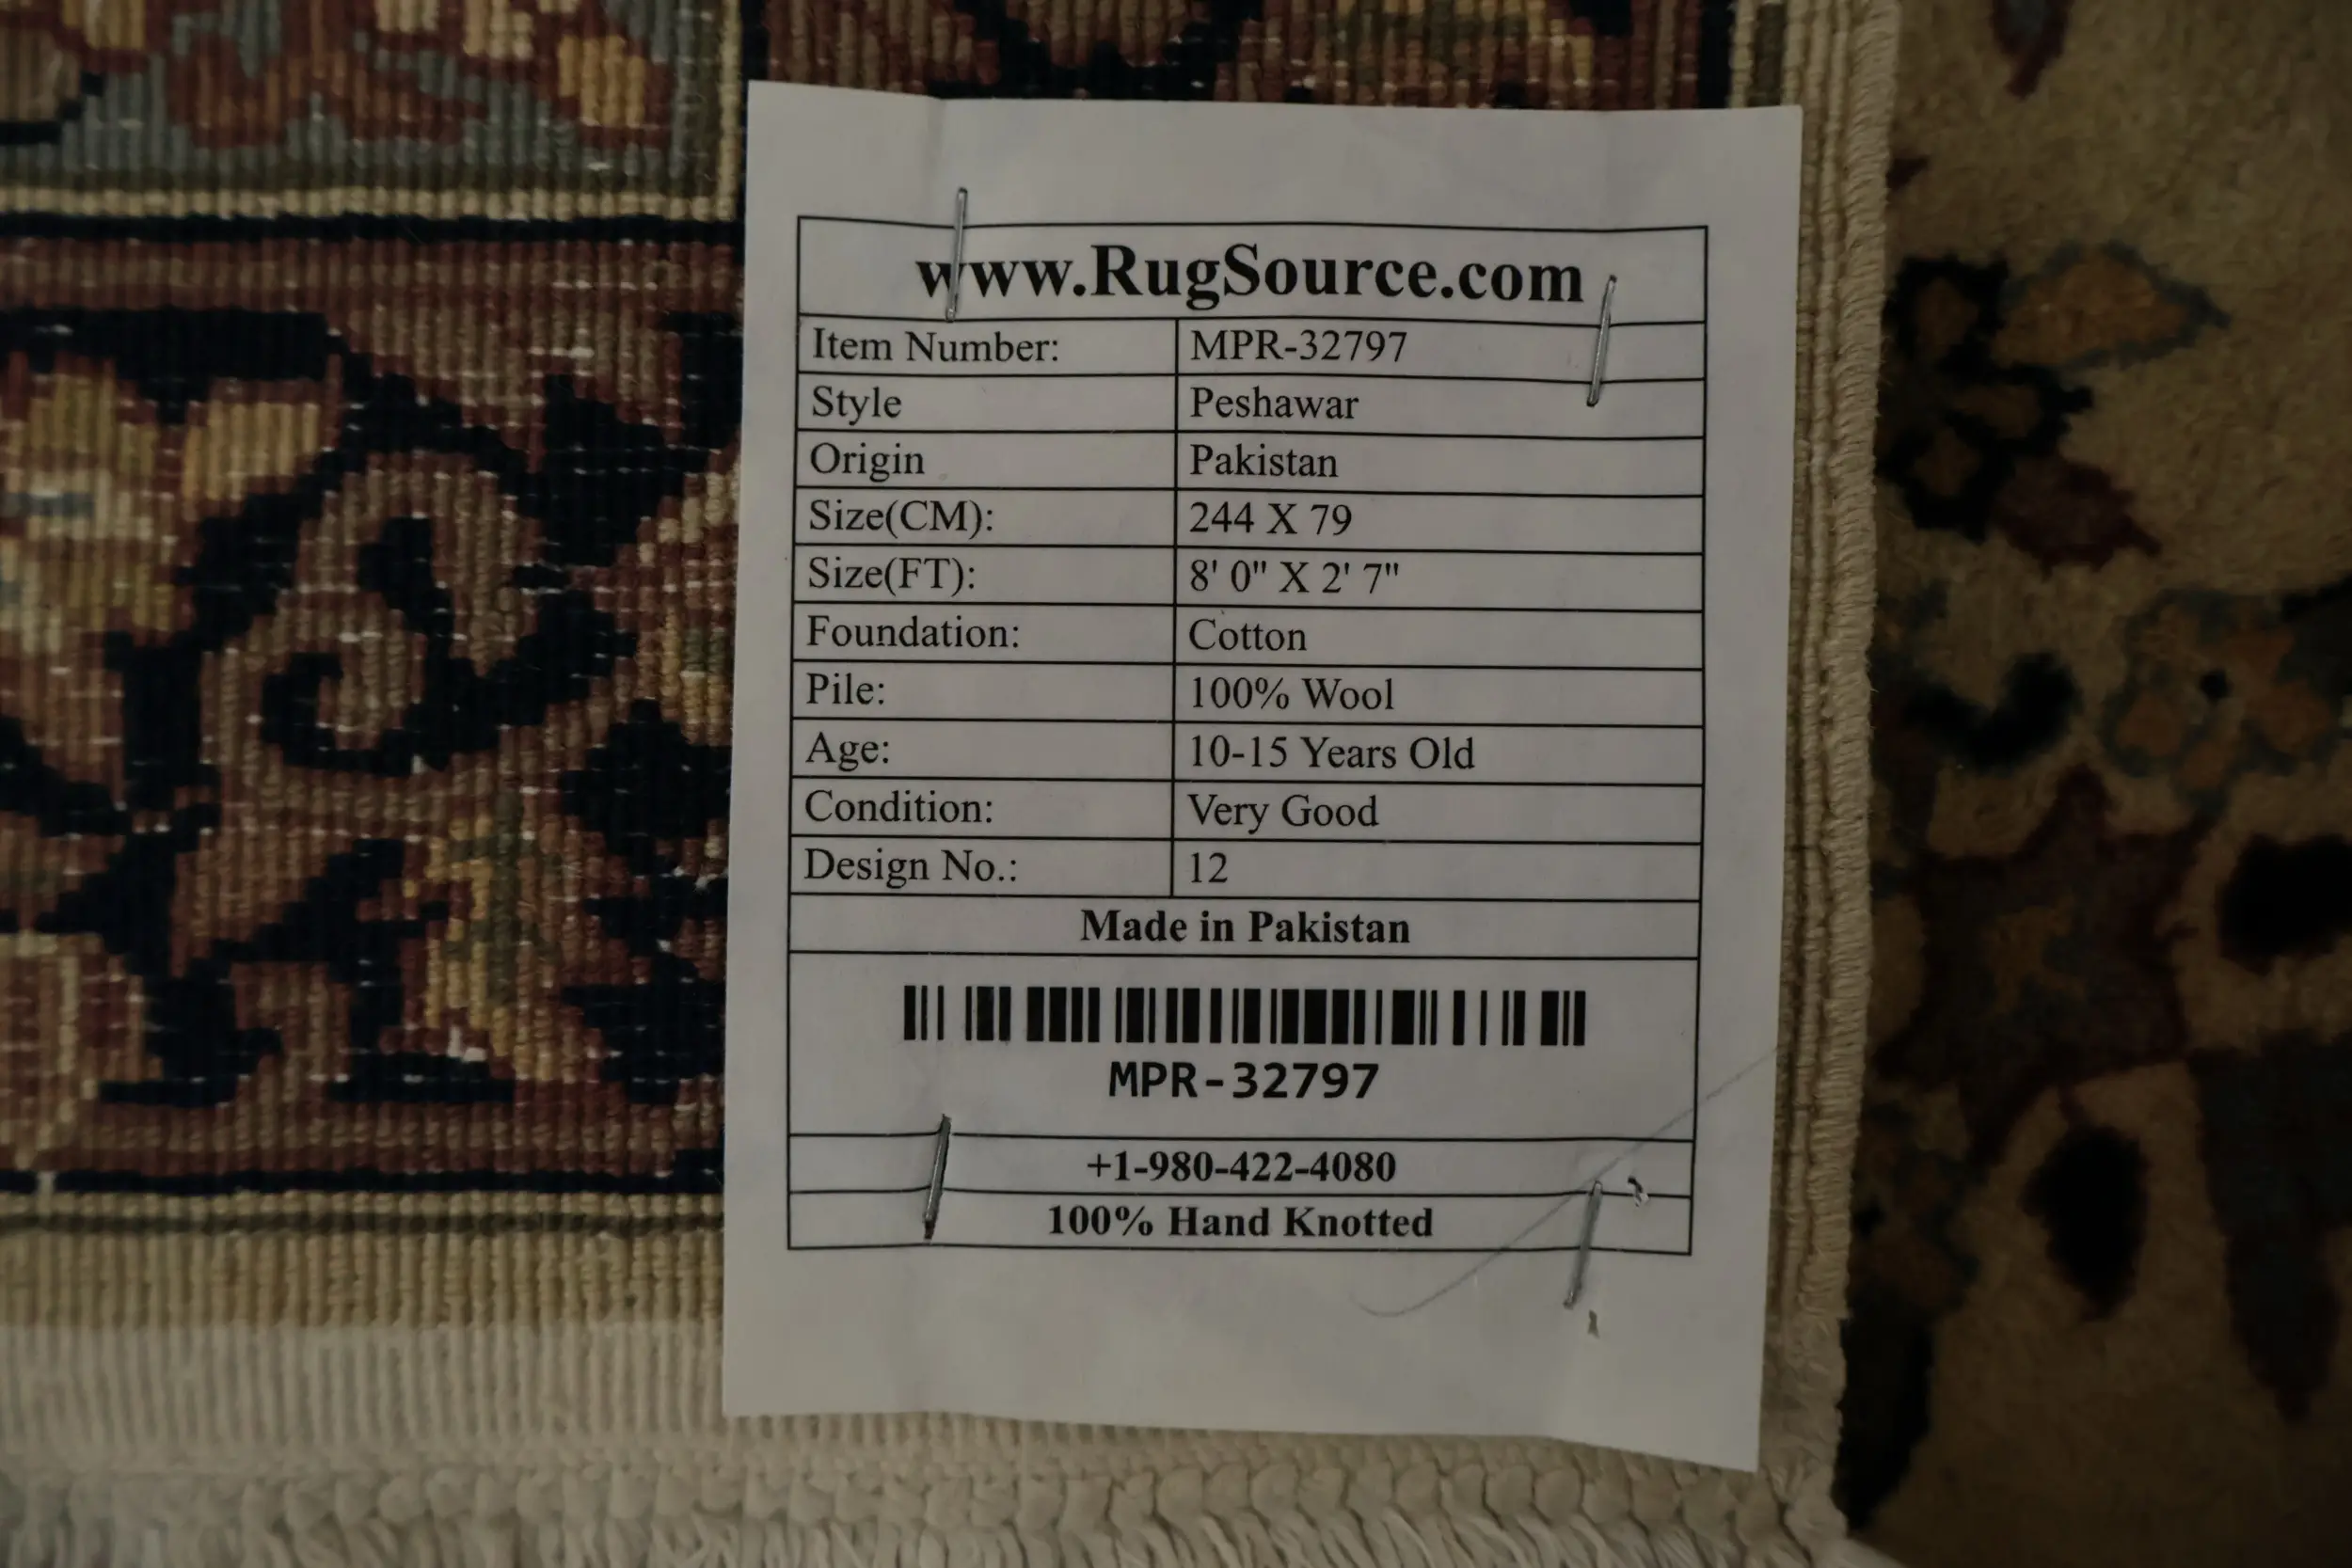 www.RugSource.com
Item Number: MPR-32797
Style Peshawar
Origin Pakistan
Size(CM): 244 X 79
Size(FT): 8' 0" X 2' 7"
Foundation: Cotton
Pile: 100% Wool
Age: 10-15 Years Old
Condition: Very Good
Design No.: 12
Made in Pakistan
MPR-32797
+1-980-422-4080
100% Hand Knotted